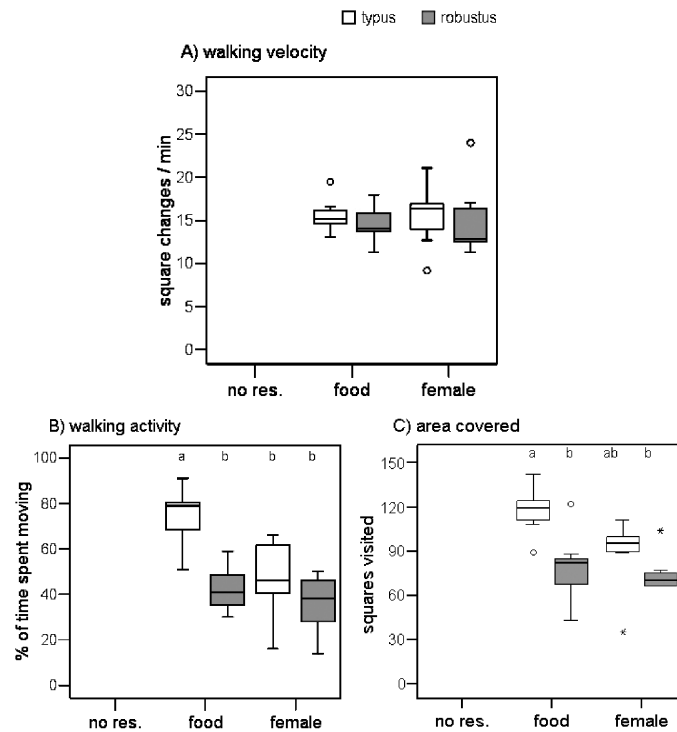 typus robustus
A) walking velocity
square changes / min
30
25
20
15
10
5
0
no res. food female
B) walking activity
% of time spent moving
100
80
60
40
20
0
a b b b
no res. food female
C) area covered
squares visited
150
120
90
60
30
0
a b ab b
no res. food female